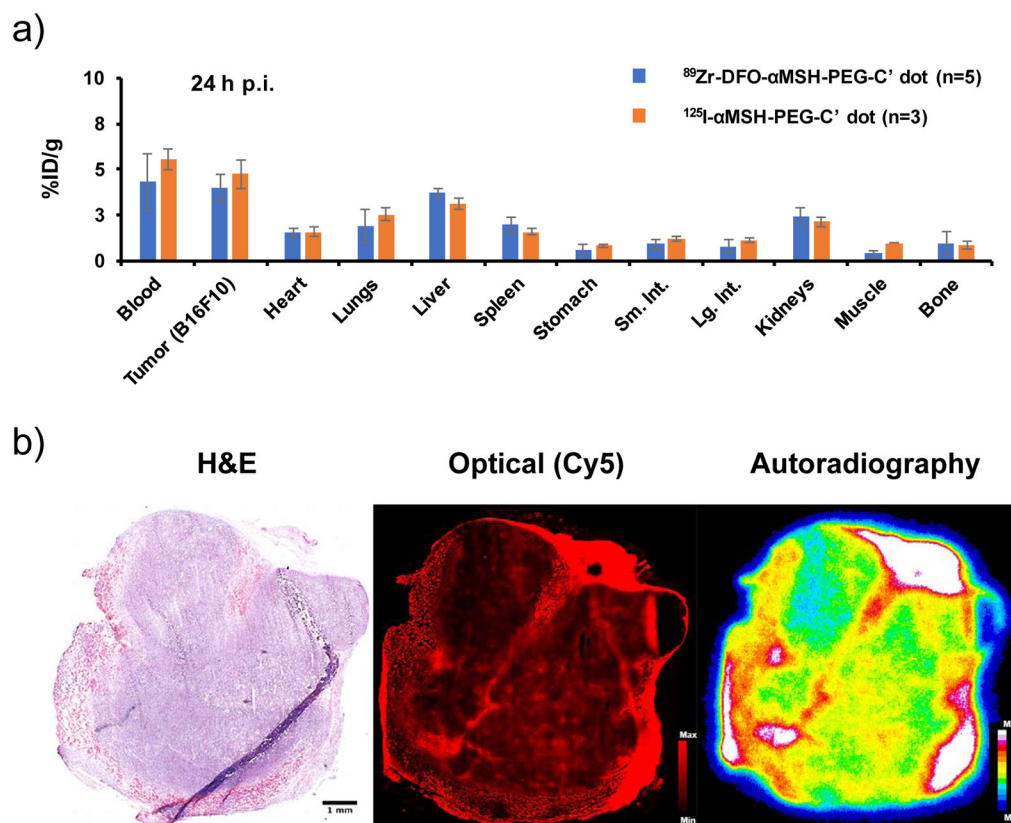 a)
24 h p.i.
⁸⁹Zr-DFO-αMSH-PEG-C' dot (n=5)
¹²⁵I-αMSH-PEG-C' dot (n=3)
%ID/g
10
8
5
3
0
Blood
Tumor (B16F10)
Heart
Lungs
Liver
Spleen
Stomach
Sm. Int.
Lg. Int.
Kidneys
Muscle
Bone
b)
H&E
Optical (Cy5)
Autoradiography
1 mm
Max
Min